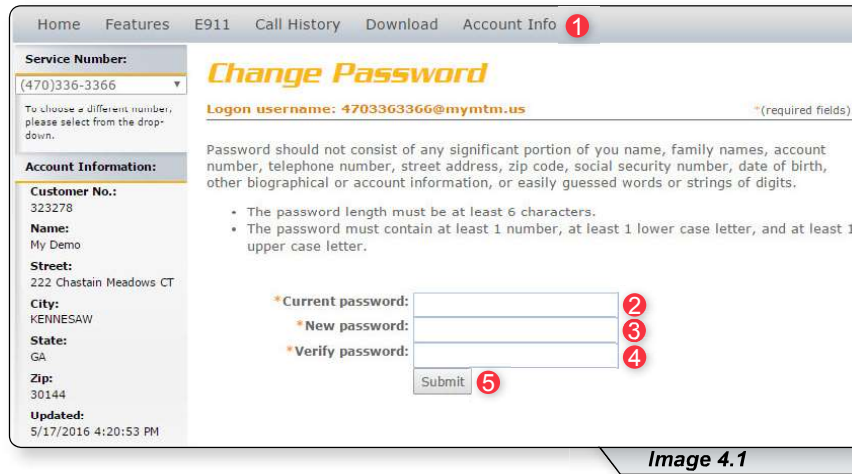 Home Features E911 Call History Download Account Info 1
Service Number:
(470)336-3366
To choose a different number,
please select from the drop-
down.
Account Information:
Customer No.:
323278
Name:
My Demo
Street:
222 Chastain Meadows CT
City:
KENNESAW
State:
GA
Zip:
30144
Updated:
5/17/2016 4:20:53 PM
Change Password
Logon username: 4703363366@mymtm.us *(required fields)
Password should not consist of any significant portion of you name, family names, account
number, telephone number, street address, zip code, social security number, date of birth,
other biographical or account information, or easily guessed words or strings of digits.
• The password length must be at least 6 characters.
• The password must contain at least 1 number, at least 1 lower case letter, and at least 1
upper case letter.
*Current password: 2
*New password: 3
*Verify password: 4
Submit 5
Image 4.1